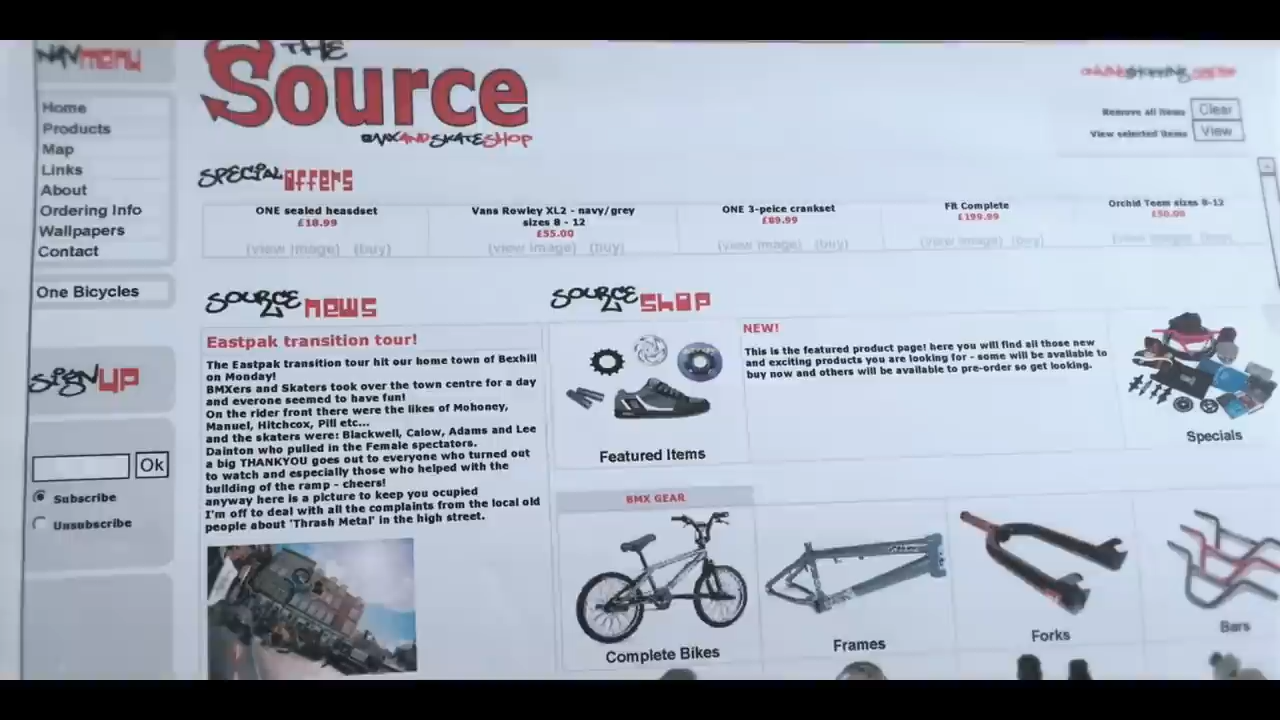 NAVmenu
Home
Products
Map
Links
About
Ordering Info
Wallpapers
Contact
One Bicycles
signup
Ok
Subscribe
Unsubscribe
THE
Source
BMXANDSKATESHOP
Remove all items Clear
View selected items View
SPECIAL offers
ONE sealed heasdset
£18.99
(view image) (buy)
Vans Rowley XL2 - navy/grey
sizes 8 - 12
£55.00
(view image) (buy)
ONE 3-peice crankset
£89.99
(view image) (buy)
Fit Complete
£199.99
(view image) (buy)
Orchid Teem sizes 8-12
£50.00
(view image) (buy)
SOURCE news
Eastpak transition tour!
The Eastpak transition tour hit our home town of Bexhill
on Monday!
BMXers and Skaters took over the town centre for a day
and everone seemed to have fun!
On the rider front there were the likes of Mohoney,
Manuel, Hitchcox, Pill etc...
and the skaters were: Blackwell, Calow, Adams and Lee
Dainton who pulled in the Female spectators.
a big THANKYOU goes out to everyone who turned out
to watch and especially those who helped with the
building of the ramp - cheers!
anyway here is a picture to keep you ocupied
I'm off to deal with all the complaints from the local old
people about 'Thrash Metal' in the high street.
SOURCE shop
Featured Items
NEW!
This is the featured product page! here you will find all those new
and exciting products you are looking for - some will be available to
buy now and others will be available to pre-order so get looking.
Specials
BMX GEAR
Complete Bikes
Frames
Forks
Bars